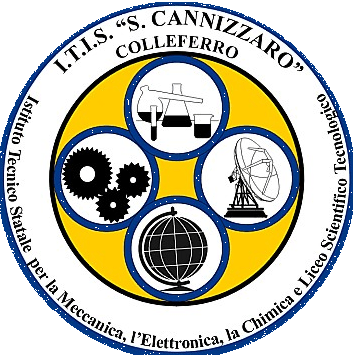 I.T.I.S. “S. CANNIZZARO”
COLLEFERRO
Istituto Tecnico Statale per la Meccanica, l'Elettronica, la Chimica e Liceo Scientifico Tecnologico